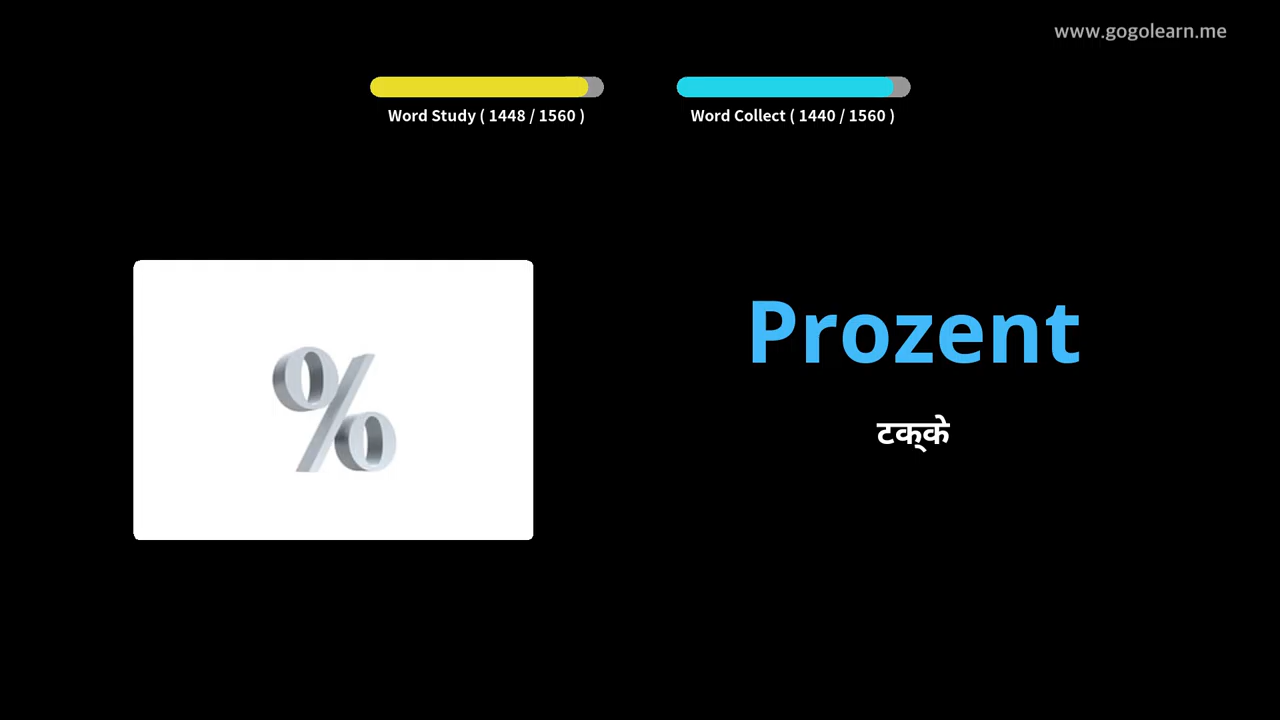 www.gogolearn.me
Word Study ( 1448 / 1560 )
Word Collect ( 1440 / 1560 )
%
Prozent
टक्के